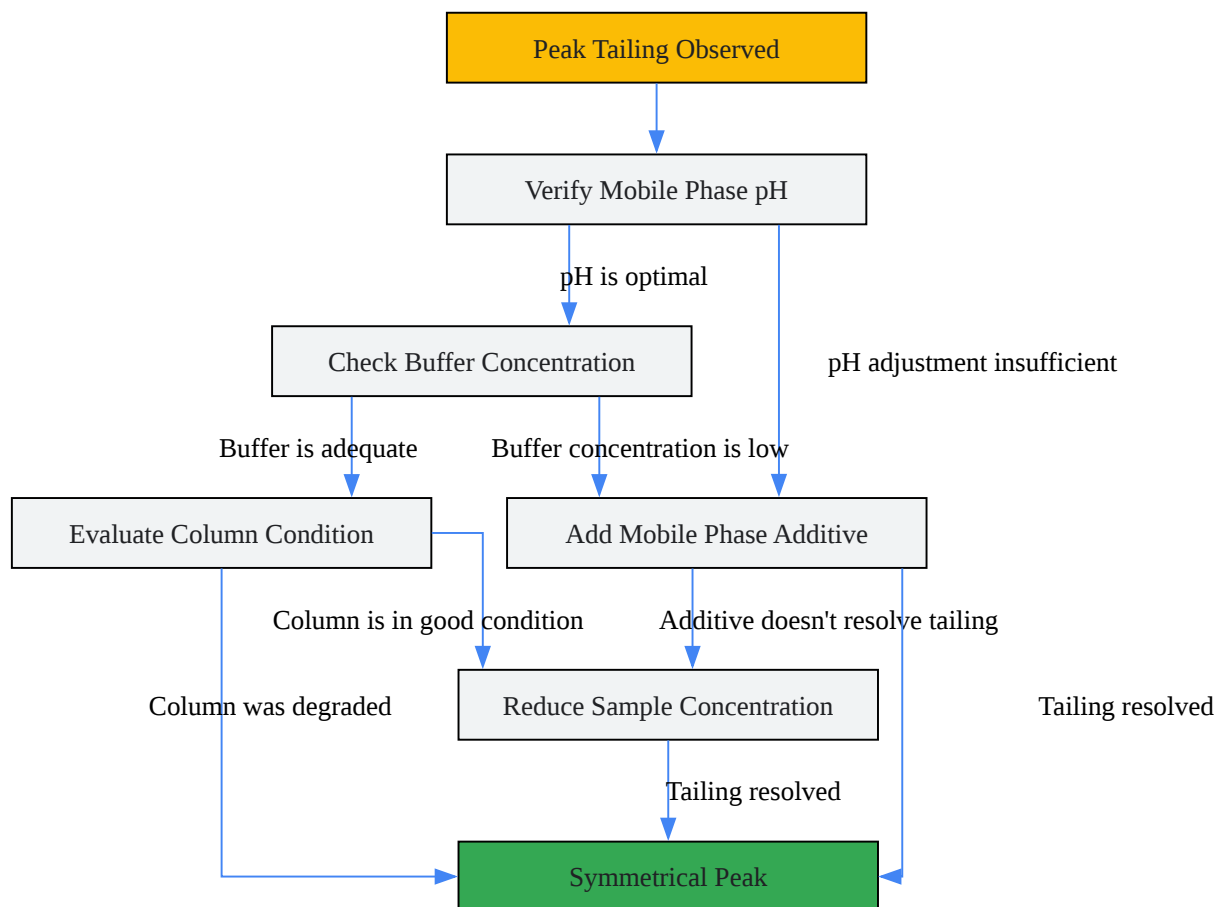 Peak Tailing Observed
Verify Mobile Phase pH
pH is optimal
Check Buffer Concentration
pH adjustment insufficient
Buffer is adequate
Buffer concentration is low
Evaluate Column Condition
Add Mobile Phase Additive
Column is in good condition
Additive doesn't resolve tailing
Column was degraded
Reduce Sample Concentration
Tailing resolved
Tailing resolved
Symmetrical Peak